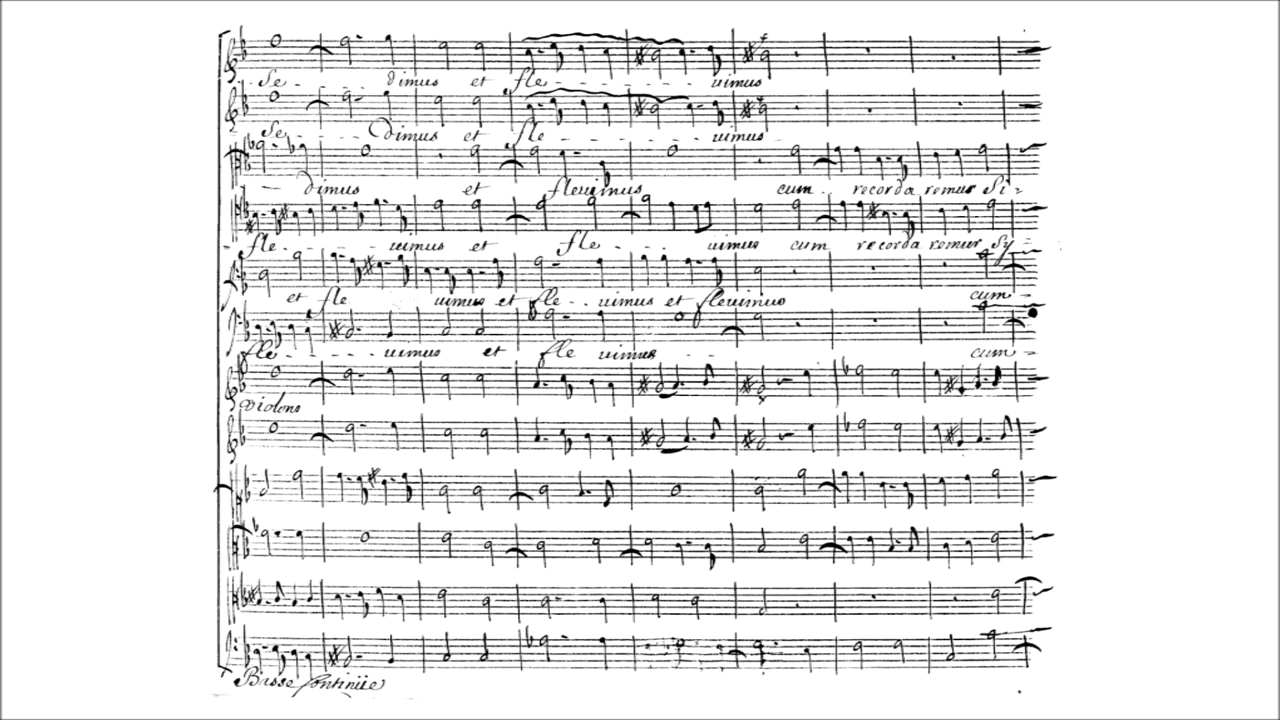 Se - - - - dimus et fle - - - - - - uimus
Se - - - - Dimus et fle - - - - - - uimus
- dimus et fleuimus cum recorda remur Si =
- fle - - - - - uimus et fle - - - uimus cum recorda remur Sy -
et fle uimus et fle - - uimus et fleuimus cum -
fle - - - - - uimus et fle uimus - - cum =
Violons
Basse Continüe